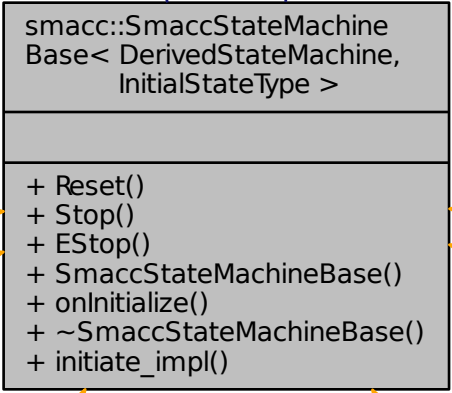 smacc::SmaccStateMachine
Base< DerivedStateMachine,
InitialStateType >
+ Reset()
+ Stop()
+ EStop()
+ SmaccStateMachineBase()
+ onInitialize()
+ ~SmaccStateMachineBase()
+ initiate_impl()